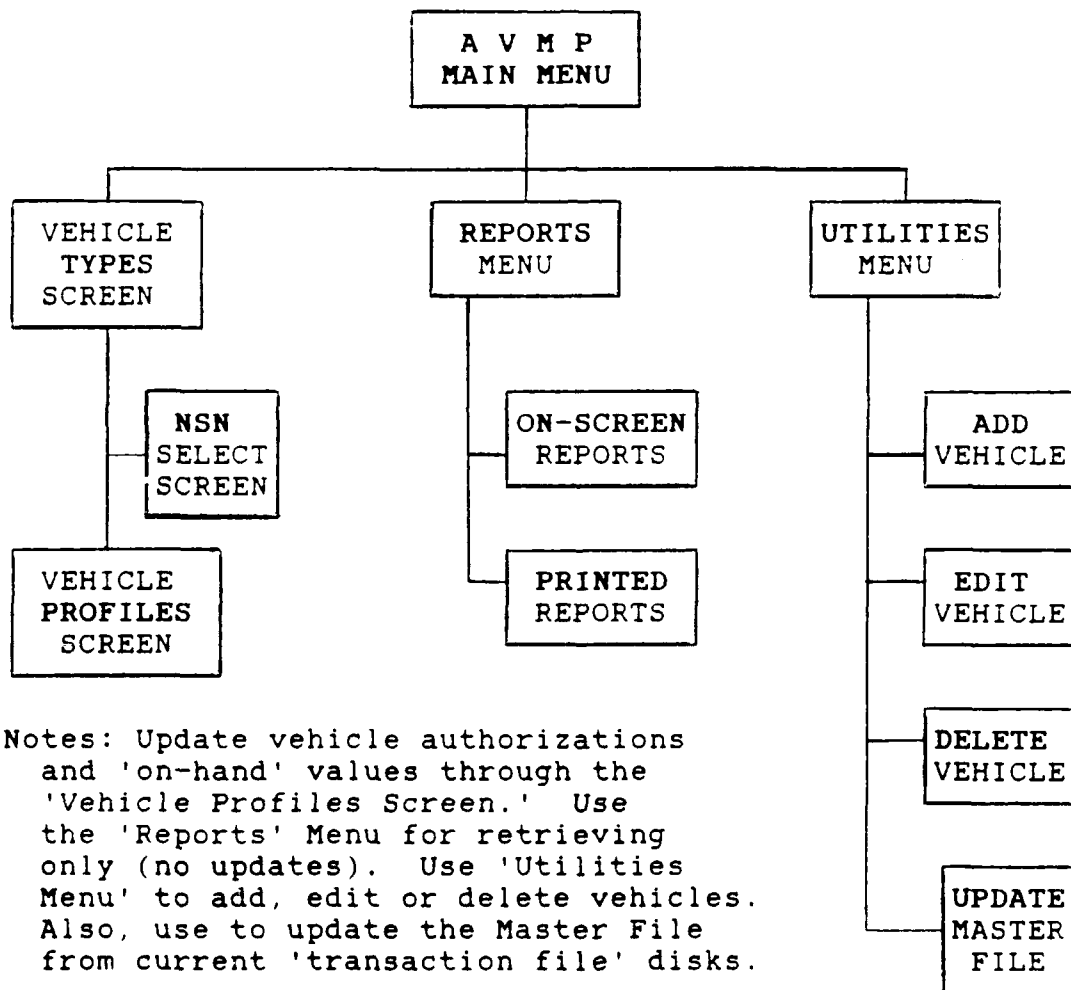 A V M P
MAIN MENU
VEHICLE
TYPES
SCREEN
REPORTS
MENU
UTILITIES
MENU
NSN
SELECT
SCREEN
ON-SCREEN
REPORTS
ADD
VEHICLE
VEHICLE
PROFILES
SCREEN
PRINTED
REPORTS
EDIT
VEHICLE
DELETE
VEHICLE
UPDATE
MASTER
FILE
Notes: Update vehicle authorizations
and 'on-hand' values through the
'Vehicle Profiles Screen.' Use
the 'Reports' Menu for retrieving
only (no updates). Use 'Utilities
Menu' to add, edit or delete vehicles.
Also, use to update the Master File
from current 'transaction file' disks.